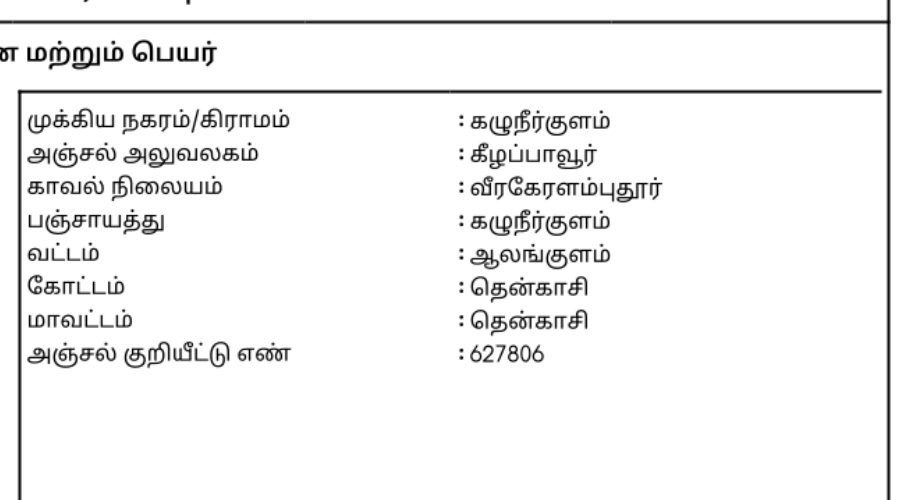 மற்றும் பெயர்
முக்கிய நகரம்/கிராமம் : கழுநீர்குளம்
அஞ்சல் அலுவலகம் : கீழப்பாவூர்
காவல் நிலையம் : வீரகேரளம்புதூர்
பஞ்சாயத்து : கழுநீர்குளம்
வட்டம் : ஆலங்குளம்
கோட்டம் : தென்காசி
மாவட்டம் : தென்காசி
அஞ்சல் குறியீட்டு எண் : 627806